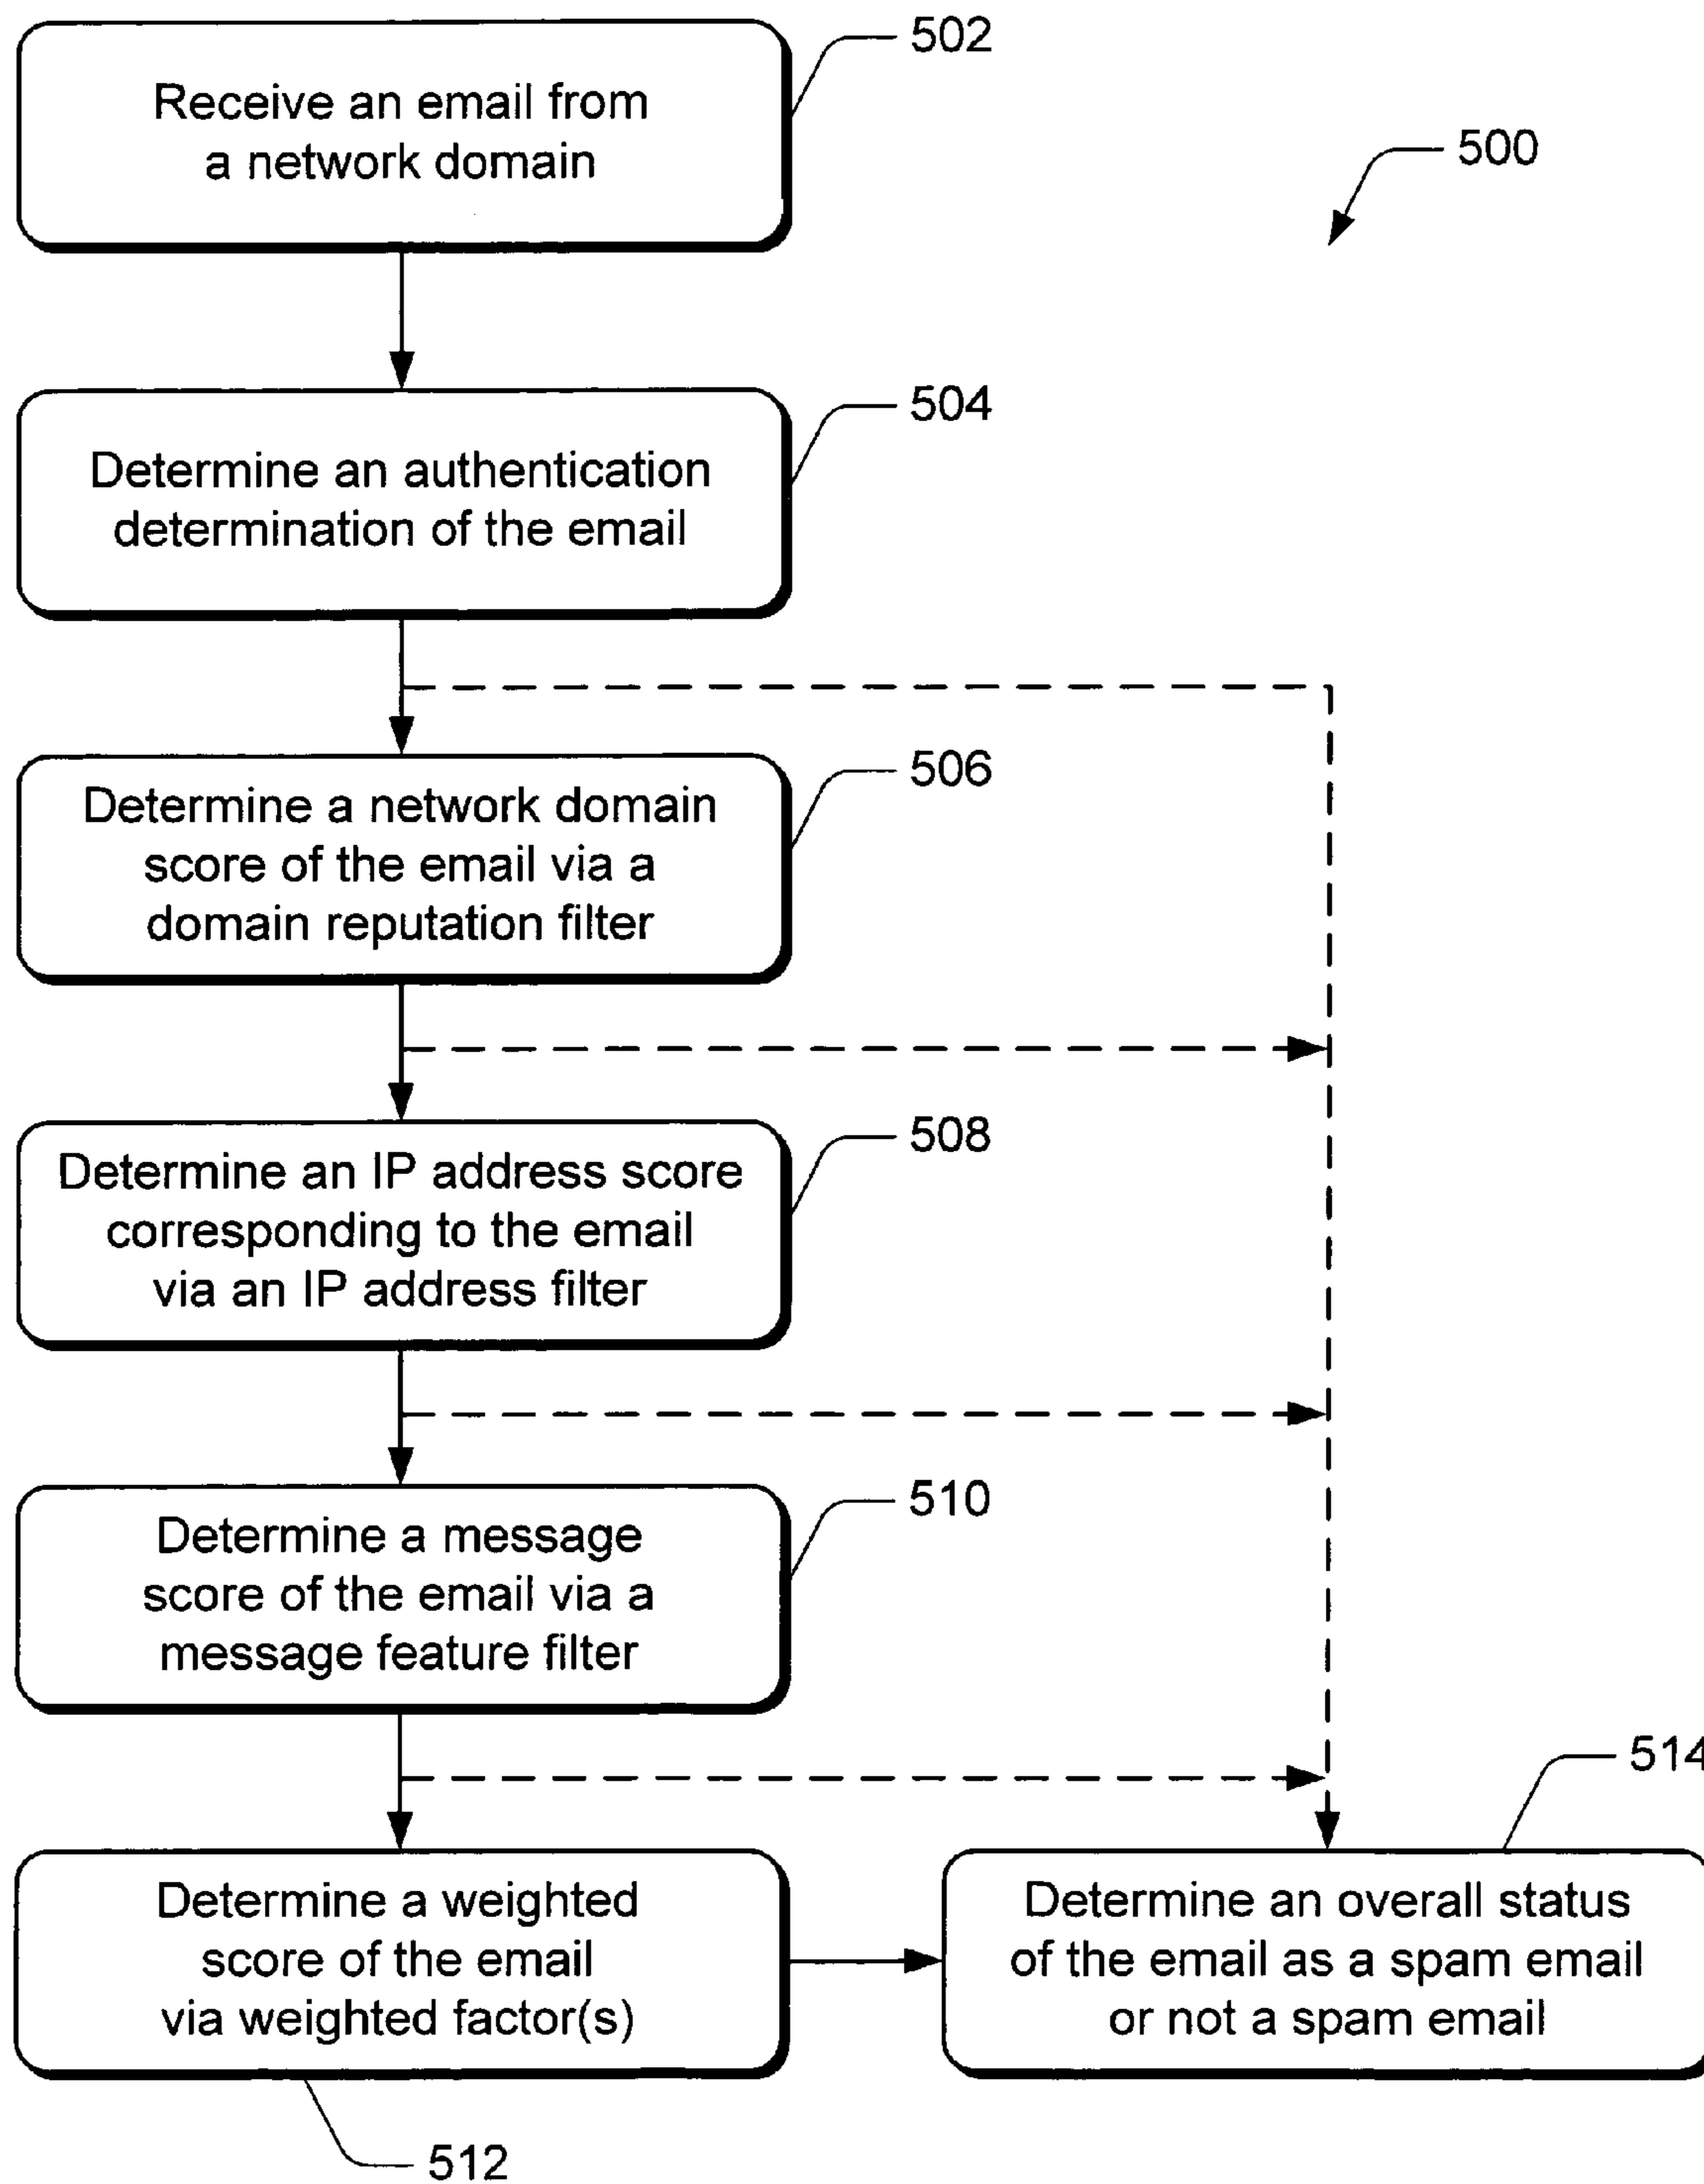 502
Receive an email from
a network domain
500
504
Determine an authentication
determination of the email
506
Determine a network domain
score of the email via a
domain reputation filter
508
Determine an IP address score
corresponding to the email
via an IP address filter
510
Determine a message
score of the email via a
message feature filter
514
Determine a weighted
score of the email
via weighted factor(s)
Determine an overall status
of the email as a spam email
or not a spam email
512